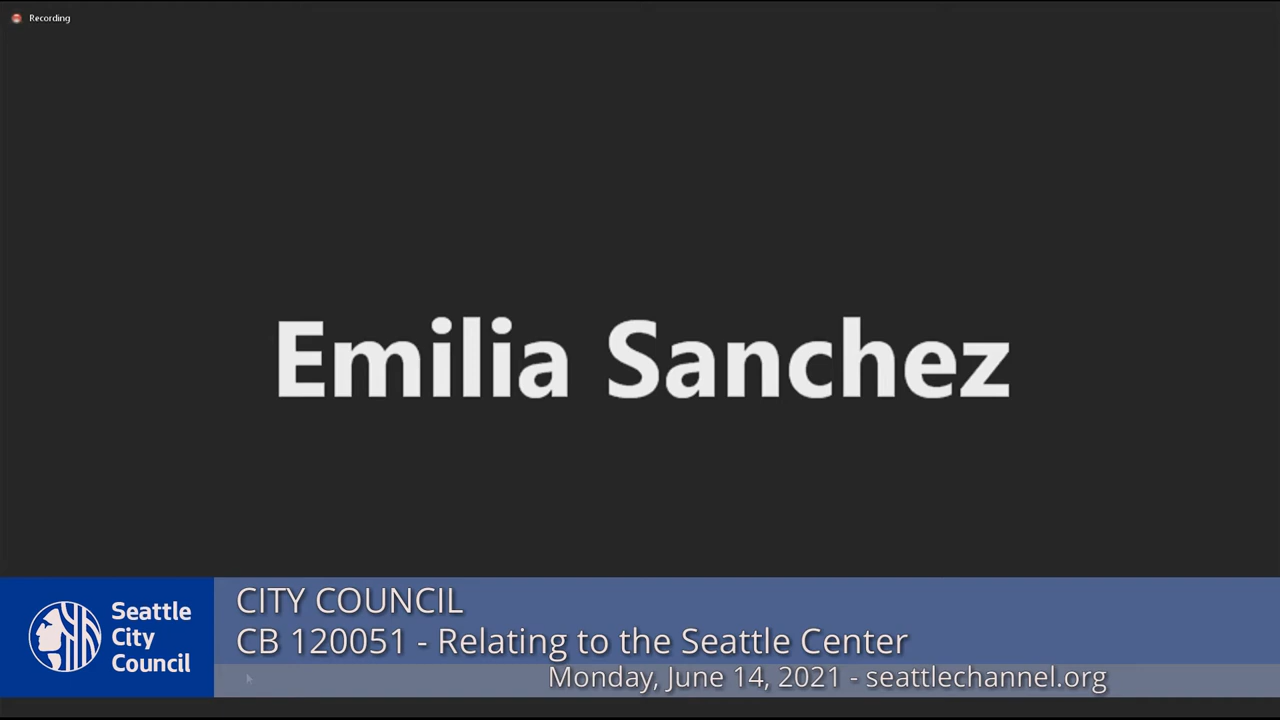 Recording
Emilia Sanchez
Seattle
City
Council
CITY COUNCIL
CB 120051 - Relating to the Seattle Center
Monday, June 14, 2021 - seattlechannel.org